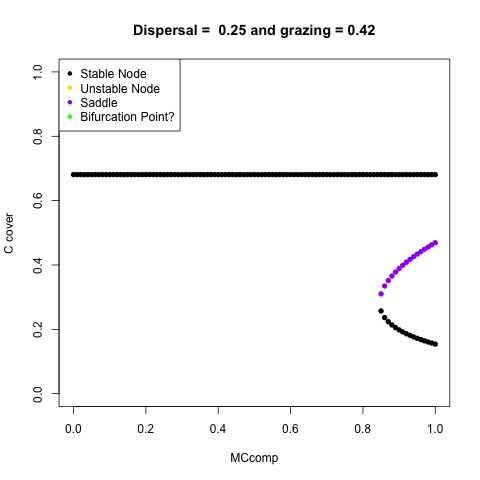 Dispersal =  0.25 and grazing = 0.42
Stable Node
Unstable Node
Saddle
Bifurcation Point?
1.0
0.8
0.6
0.4
0.2
0.0
C cover
0.0 0.2 0.4 0.6 0.8 1.0
MCcomp